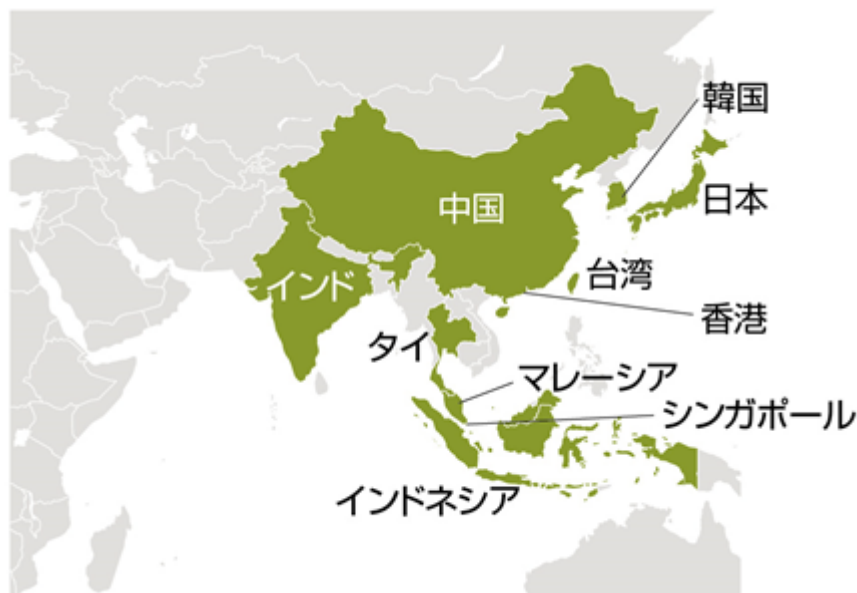 韓国
中国
日本
インド
台湾
香港
タイ
マレーシア
シンガポール
インドネシア